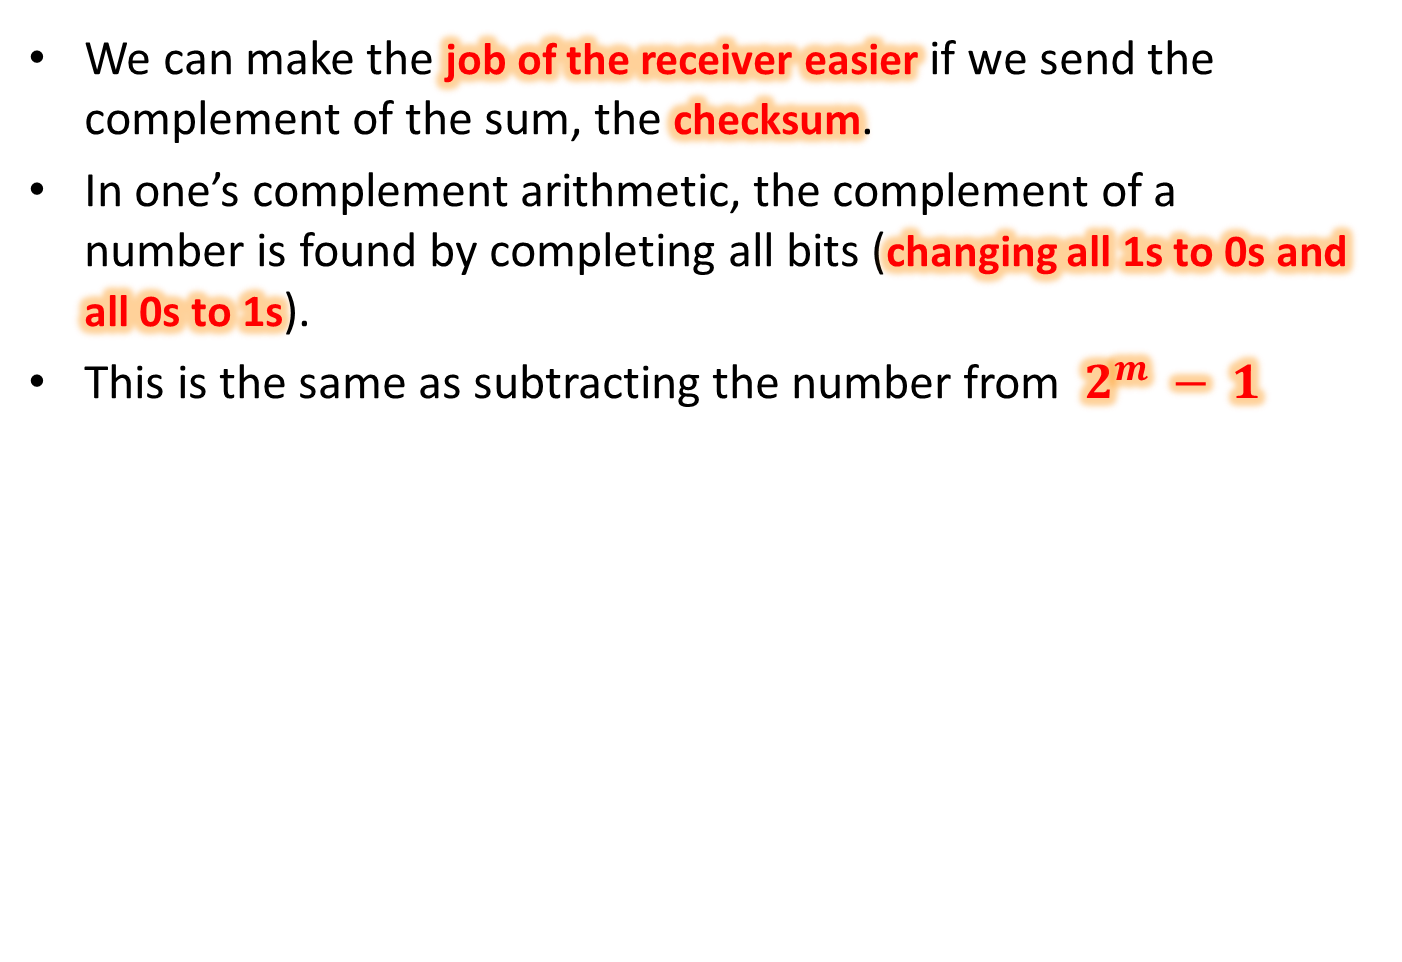 • We can make the job of the receiver easier if we send the
complement of the sum, the checksum.
• In one’s complement arithmetic, the complement of a
number is found by completing all bits (changing all 1s to 0s and
all 0s to 1s).
• This is the same as subtracting the number from 2^m − 1